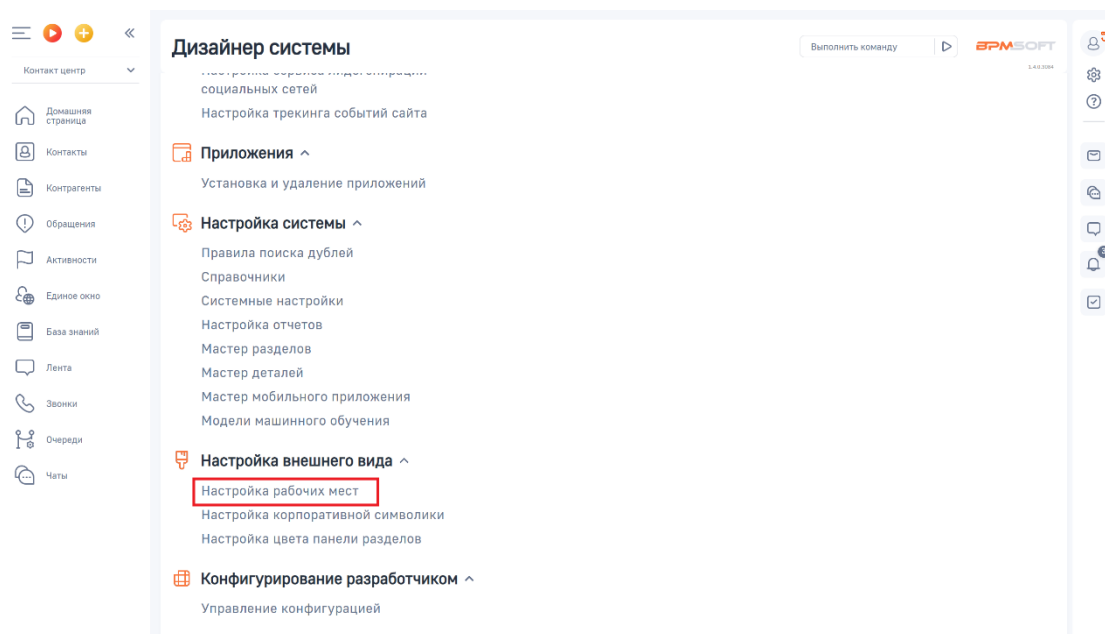 Контакт центр
Домашняя
страница
Контакты
Контрагенты
Обращения
Активности
Единое окно
База знаний
Лента
Звонки
Очереди
Чаты
Дизайнер системы
Выполнить команду
BPMSOFT
социальных сетей
Настройка трекинга событий сайта
Приложения
Установка и удаление приложений
Настройка системы
Правила поиска дублей
Справочники
Системные настройки
Настройка отчетов
Мастер разделов
Мастер деталей
Мастер мобильного приложения
Модели машинного обучения
Настройка внешнего вида
Настройка рабочих мест
Настройка корпоративной символики
Настройка цвета панели разделов
Конфигурирование разработчиком
Управление конфигурацией